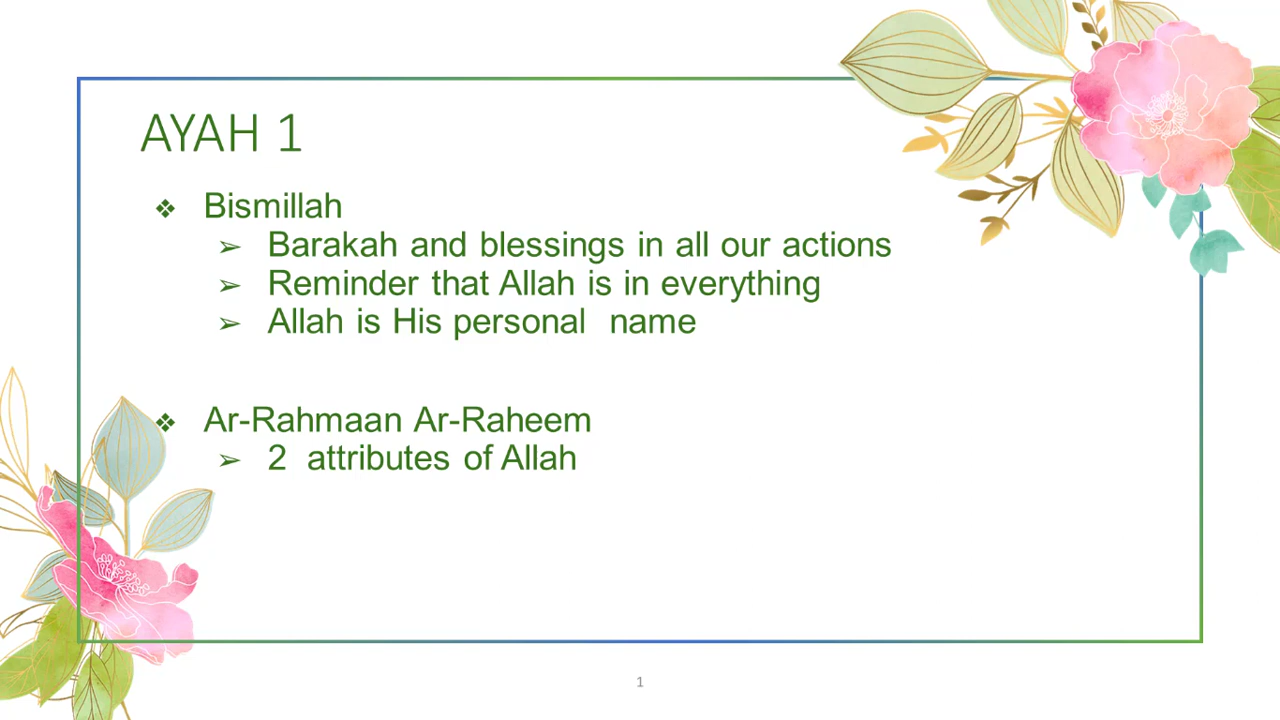 AYAH 1
❖ Bismillah
➢ Barakah and blessings in all our actions
➢ Reminder that Allah is in everything
➢ Allah is His personal name
❖ Ar-Rahmaan Ar-Raheem
➢ 2 attributes of Allah
1